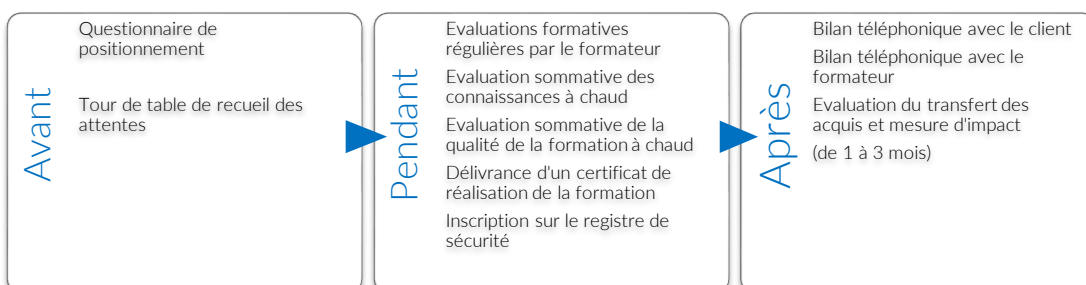 Avant
Questionnaire de
positionnement
Tour de table de recueil des
attentes
Pendant
Evaluations formatives
régulières par le formateur
Evaluation sommative des
connaissances à chaud
Evaluation sommative de la
qualité de la formation à chaud
Délivrance d'un certificat de
réalisation de la formation
Inscription sur le registre de
sécurité
Après
Bilan téléphonique avec le client
Bilan téléphonique avec le
formateur
Evaluation du transfert des
acquis et mesure d'impact
(de 1 à 3 mois)